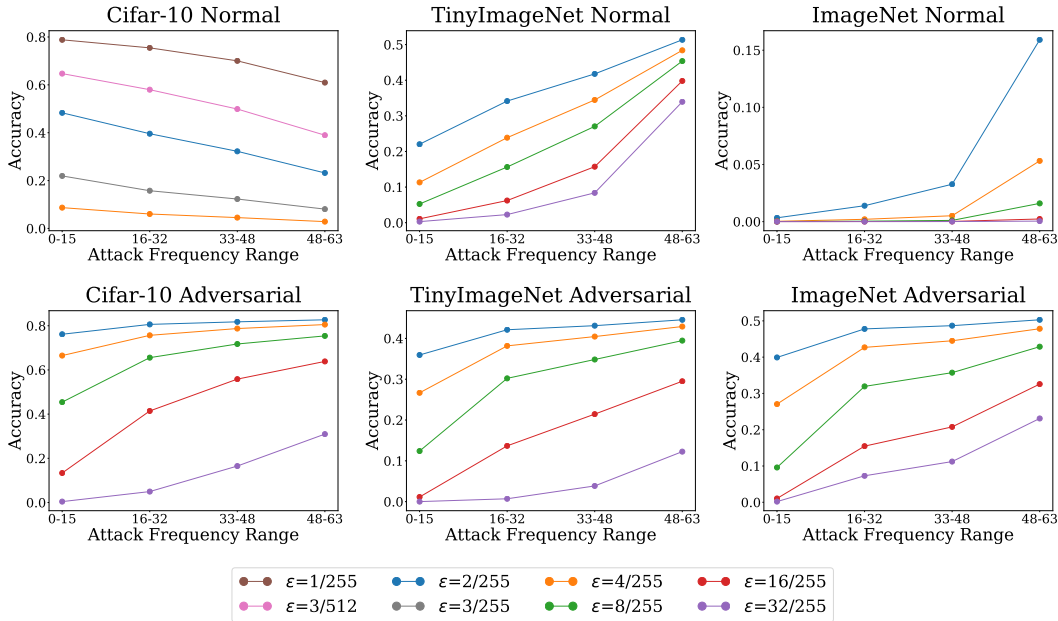 Cifar-10 Normal
TinyImageNet Normal
ImageNet Normal
Accuracy
0.8
0.6
0.4
0.2
0.0
0-15
16-32
33-48
48-63
Attack Frequency Range
Accuracy
0.5
0.4
0.3
0.2
0.1
0.0
0-15
16-32
33-48
48-63
Attack Frequency Range
Accuracy
0.15
0.10
0.05
0.00
0-15
16-32
33-48
48-63
Attack Frequency Range
Cifar-10 Adversarial
TinyImageNet Adversarial
ImageNet Adversarial
Accuracy
0.8
0.6
0.4
0.2
0.0
0-15
16-32
33-48
48-63
Attack Frequency Range
Accuracy
0.4
0.3
0.2
0.1
0.0
0-15
16-32
33-48
48-63
Attack Frequency Range
Accuracy
0.5
0.4
0.3
0.2
0.1
0.0
0-15
16-32
33-48
48-63
Attack Frequency Range
ε=1/255
ε=2/255
ε=4/255
ε=16/255
ε=3/512
ε=3/255
ε=8/255
ε=32/255